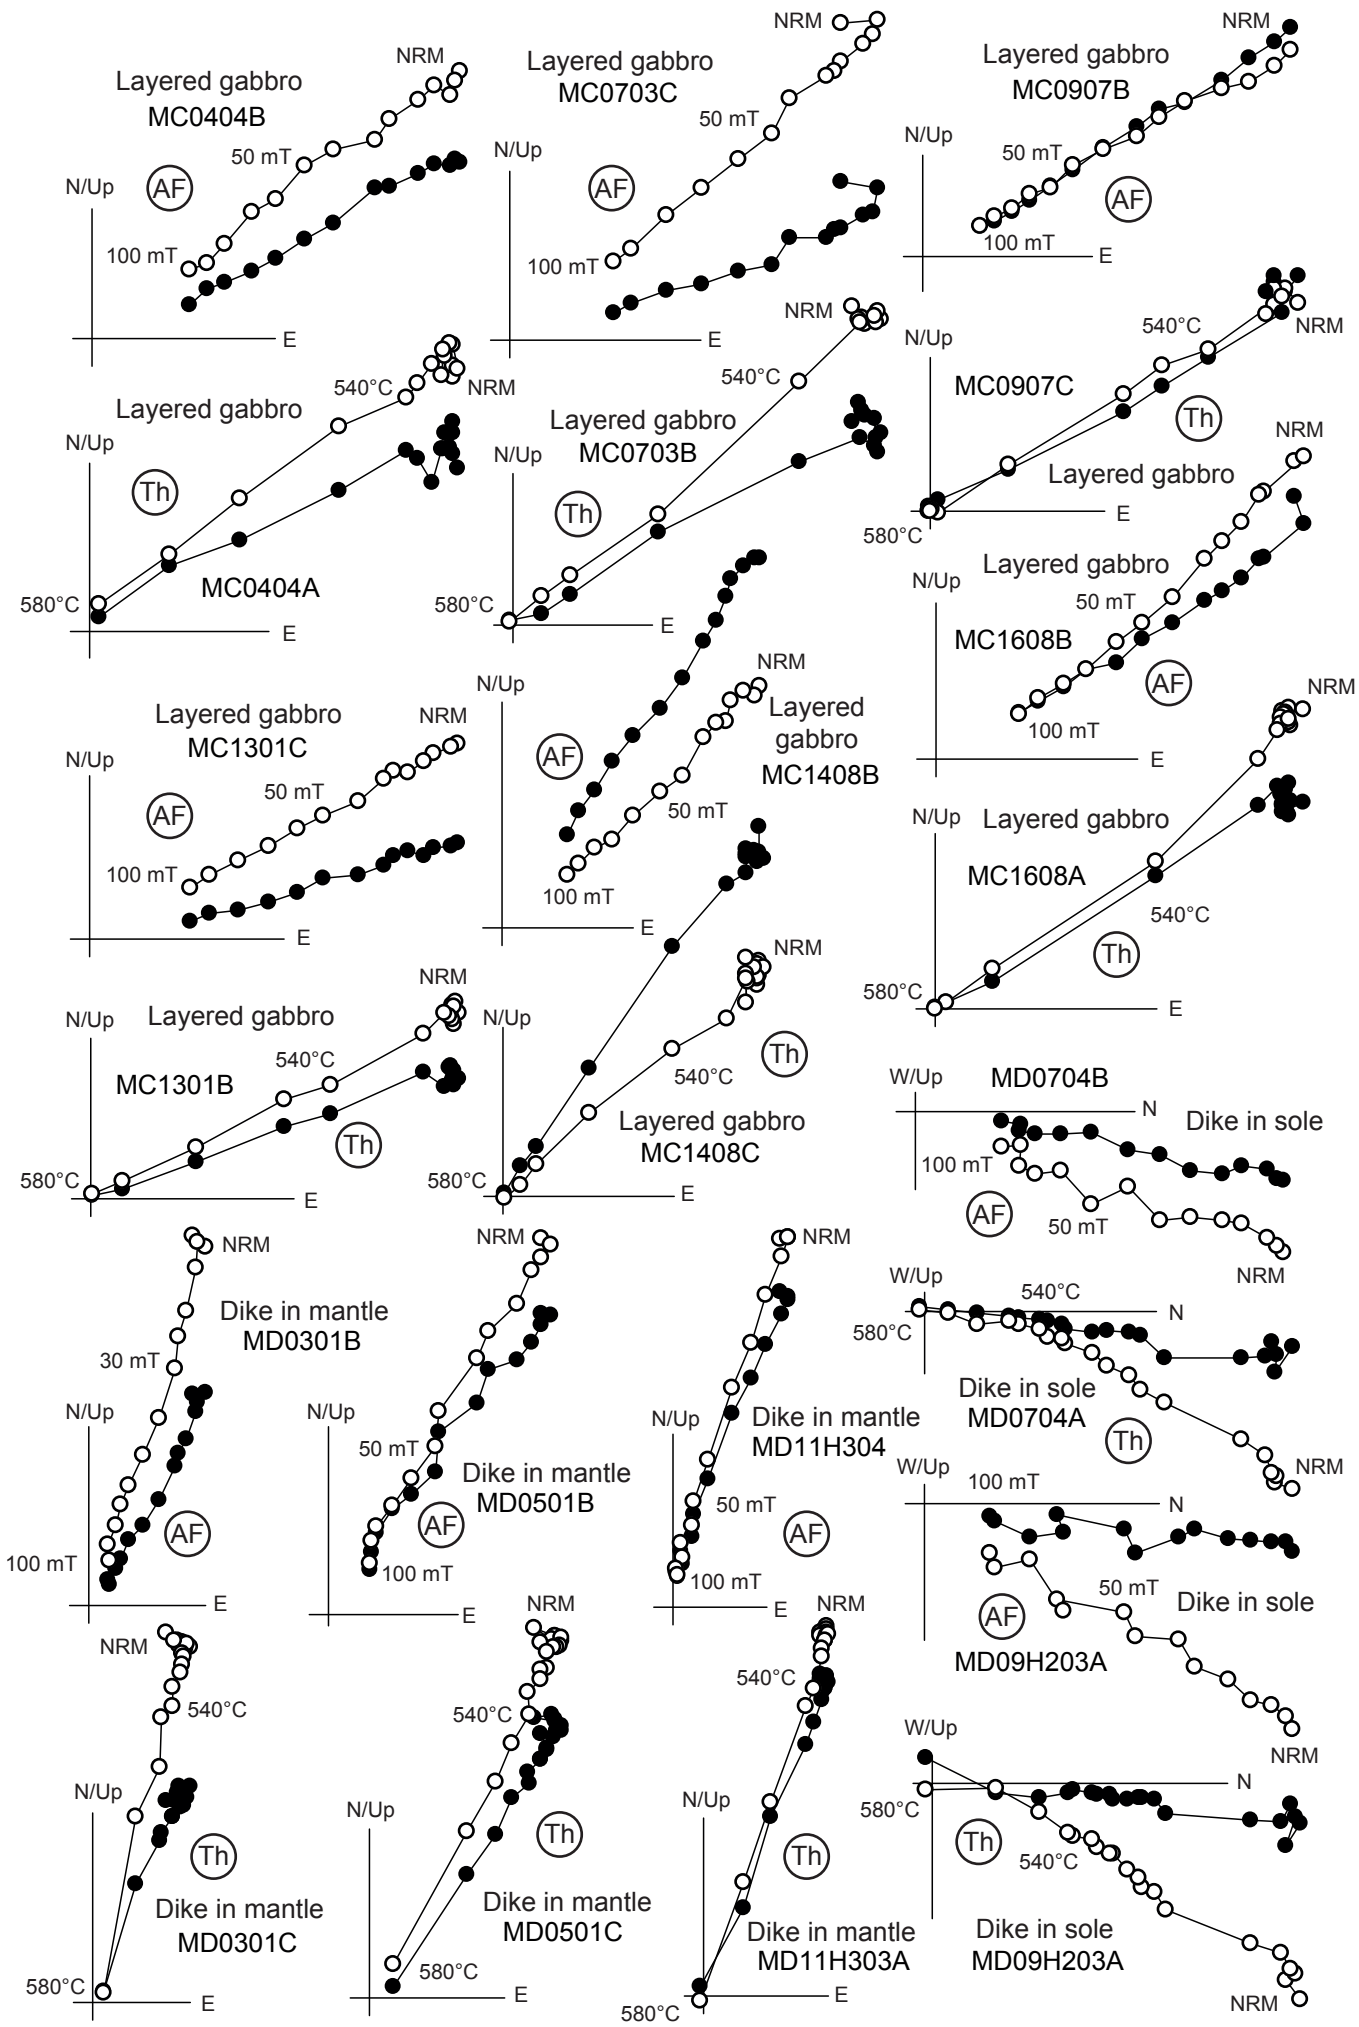 NRM
Layered gabbro
MC0404B
50 mT
N/Up
AF
100 mT
E
NRM
Layered gabbro
MC0703C
50 mT
N/Up
AF
100 mT
E
NRM
Layered gabbro
MC0907B
N/Up
50 mT
AF
100 mT
E
540°C
NRM
Layered gabbro
N/Up
Th
MC0404A
580°C
E
NRM
540°C
Layered gabbro
MC0703B
N/Up
Th
580°C
E
540°C
NRM
N/Up
MC0907C
Th
Layered gabbro
E
580°C
NRM
Layered gabbro
N/Up
50 mT
MC1608B
AF
100 mT
E
Layered gabbro
MC1301C
NRM
N/Up
50 mT
AF
100 mT
E
NRM
N/Up
Layered
gabbro
MC1408B
AF
50 mT
100 mT
E
NRM
N/Up
Layered gabbro
MC1608A
540°C
Th
580°C
E
NRM
N/Up
Layered gabbro
540°C
MC1301B
Th
580°C
E
NRM
N/Up
Th
540°C
Layered gabbro
MC1408C
580°C
E
W/Up
MD0704B
N
Dike in sole
100 mT
AF
50 mT
NRM
NRM
Dike in mantle
MD0301B
30 mT
N/Up
AF
100 mT
E
NRM
N/Up
50 mT
Dike in mantle
MD0501B
AF
100 mT
E
NRM
N/Up
Dike in mantle
MD11H304
50 mT
AF
100 mT
E
W/Up
540°C
N
580°C
Dike in sole
MD0704A
Th
NRM
W/Up
100 mT
N
50 mT
AF
Dike in sole
MD09H203A
NRM
NRM
540°C
N/Up
Th
Dike in mantle
MD0301C
580°C
E
NRM
540°C
N/Up
Th
Dike in mantle
MD0501C
580°C
E
NRM
540°C
N/Up
Th
Dike in mantle
MD11H303A
580°C
E
W/Up
N
580°C
Th
540°C
Dike in sole
MD09H203A
NRM